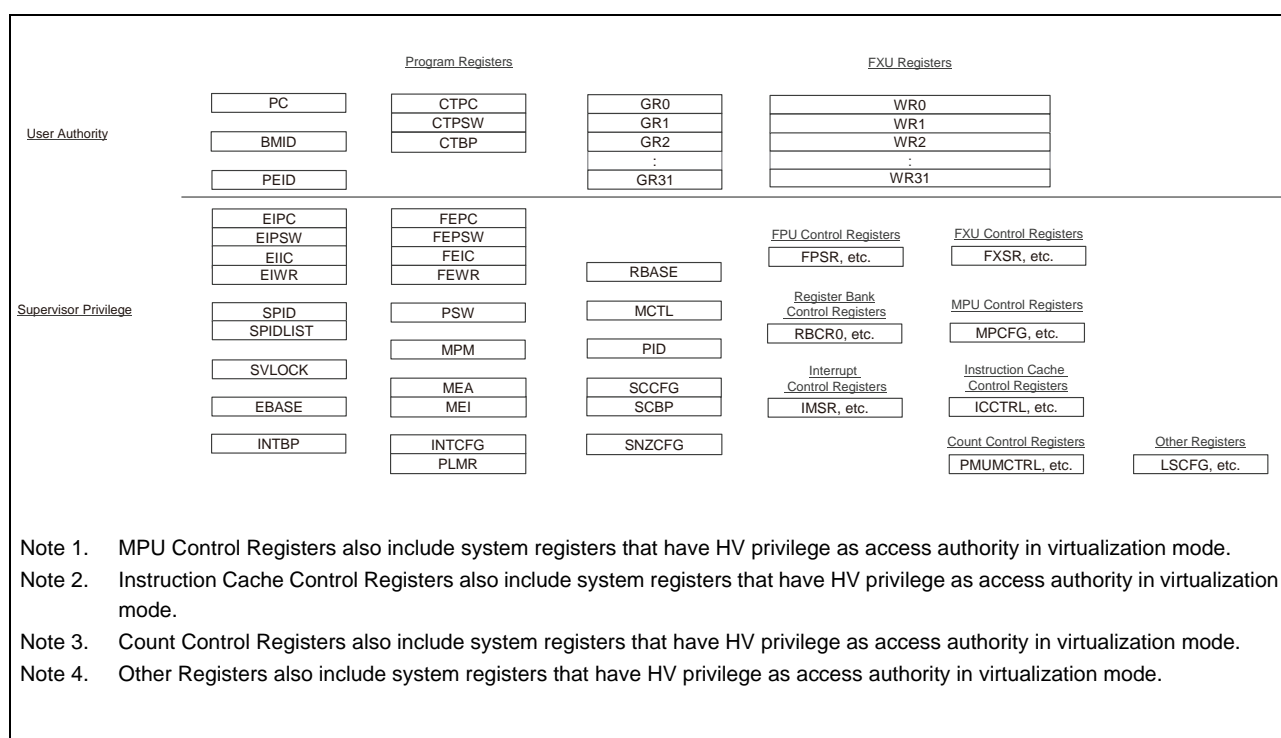 Program Registers
FXU Registers
User Authority
PC
BMID
PEID
CTPC
CTPSW
CTBP
GR0
GR1
GR2
:
GR31
WR0
WR1
WR2
:
WR31
Supervisor Privilege
EIPC
EIPSW
EIIC
EIWR
SPID
SPIDLIST
SVLOCK
EBASE
INTBP
FEPC
FEPSW
FEIC
FEWR
PSW
MPM
MEA
MEI
INTCFG
PLMR
RBASE
MCTL
PID
SCCFG
SCBP
SNZCFG
FPU Control Registers
FPSR, etc.
Register Bank
Control Registers
RBCR0, etc.
Interrupt
Control Registers
IMSR, etc.
FXU Control Registers
FXSR, etc.
MPU Control Registers
MPCFG, etc.
Instruction Cache
Control Registers
ICCTRL, etc.
Count Control Registers
PMUMCTRL, etc.
Other Registers
LSCFG, etc.
Note 1. MPU Control Registers also include system registers that have HV privilege as access authority in virtualization mode.
Note 2. Instruction Cache Control Registers also include system registers that have HV privilege as access authority in virtualization
mode.
Note 3. Count Control Registers also include system registers that have HV privilege as access authority in virtualization mode.
Note 4. Other Registers also include system registers that have HV privilege as access authority in virtualization mode.